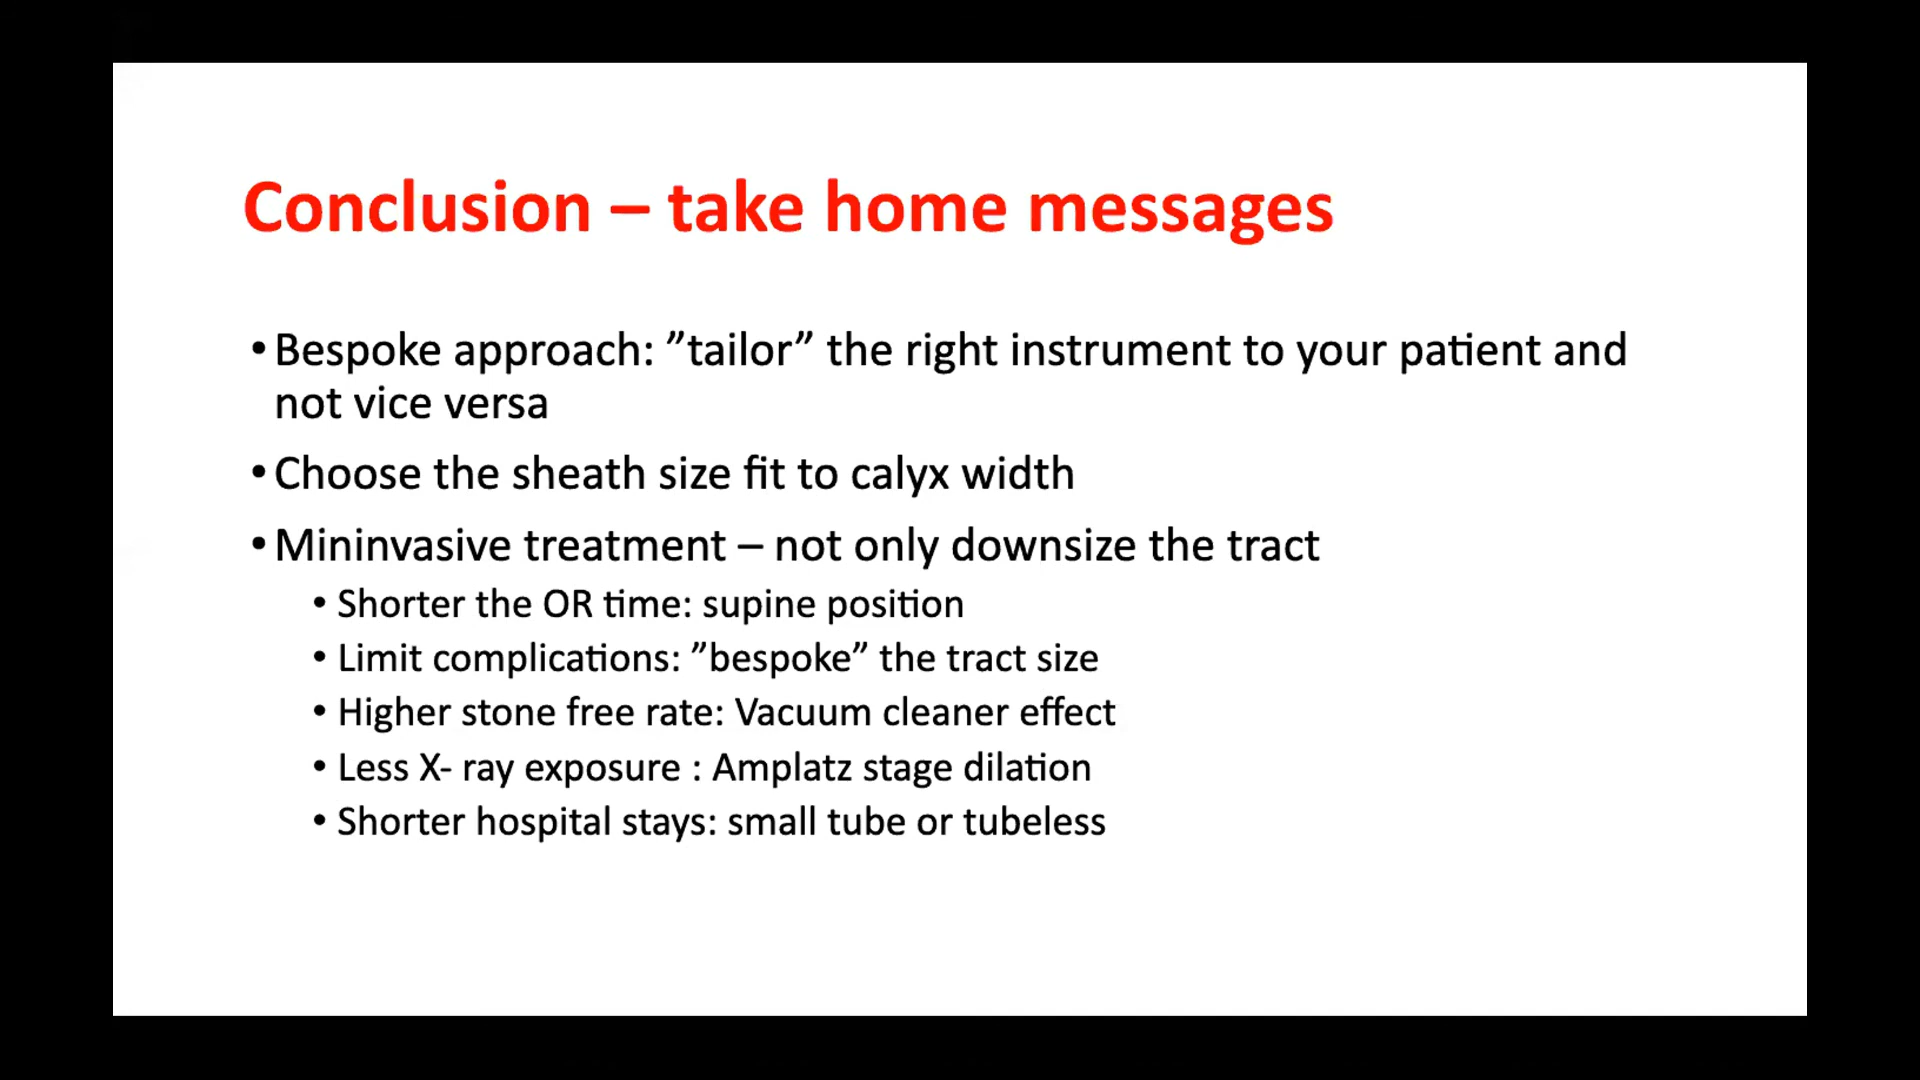 Conclusion – take home messages
• Bespoke approach: ”tailor” the right instrument to your patient and
not vice versa
• Choose the sheath size fit to calyx width
• Mininvasive treatment – not only downsize the tract
• Shorter the OR time: supine position
• Limit complications: ”bespoke” the tract size
• Higher stone free rate: Vacuum cleaner effect
• Less X- ray exposure : Amplatz stage dilation
• Shorter hospital stays: small tube or tubeless